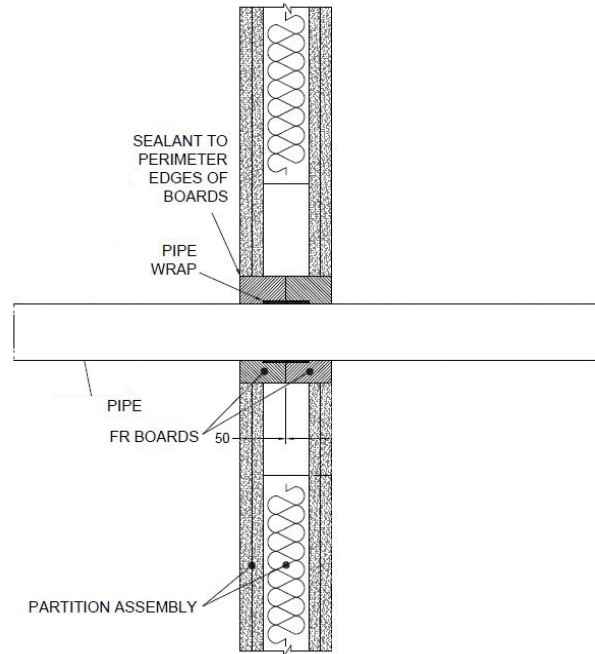 SEALANT TO
PERIMETER
EDGES OF
BOARDS
PIPE
WRAP
PIPE
FR BOARDS
50
PARTITION ASSEMBLY